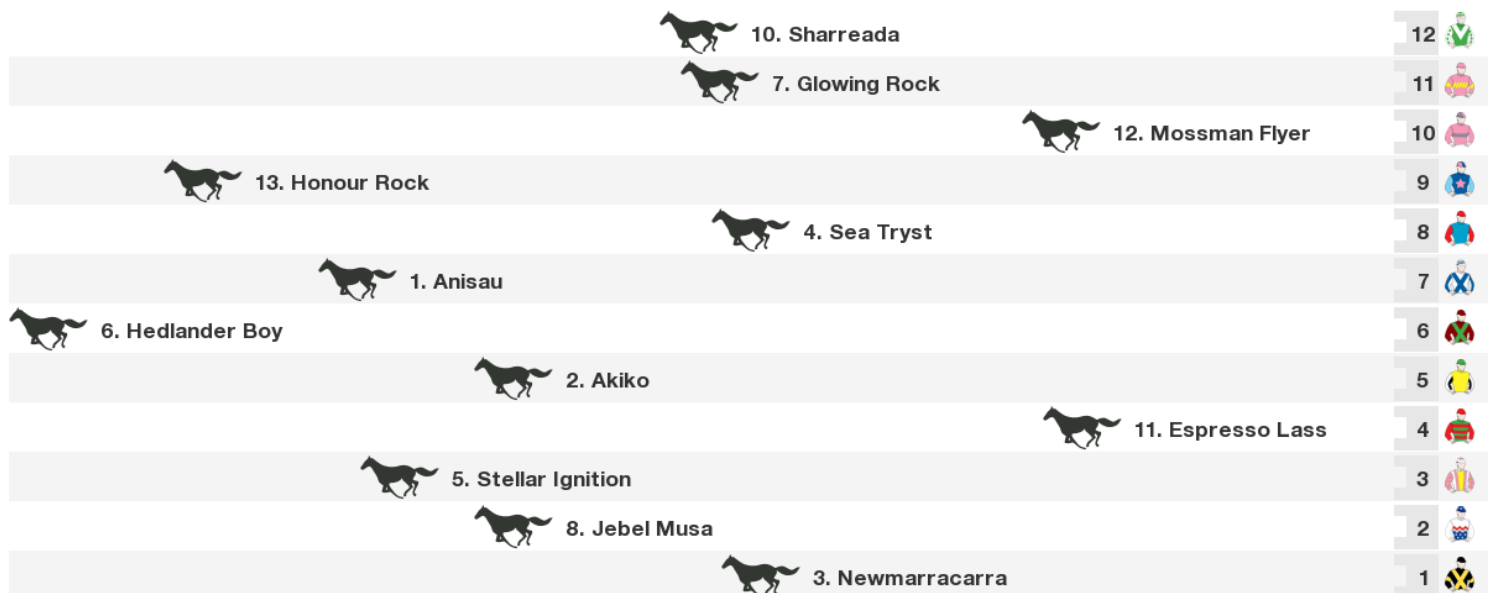 10. Sharreada 12
7. Glowing Rock 11
12. Mossman Flyer 10
13. Honour Rock 9
4. Sea Tryst 8
1. Anisau 7
6. Hedlander Boy 6
2. Akiko 5
11. Espresso Lass 4
5. Stellar Ignition 3
8. Jebel Musa 2
3. Newmarracarra 1